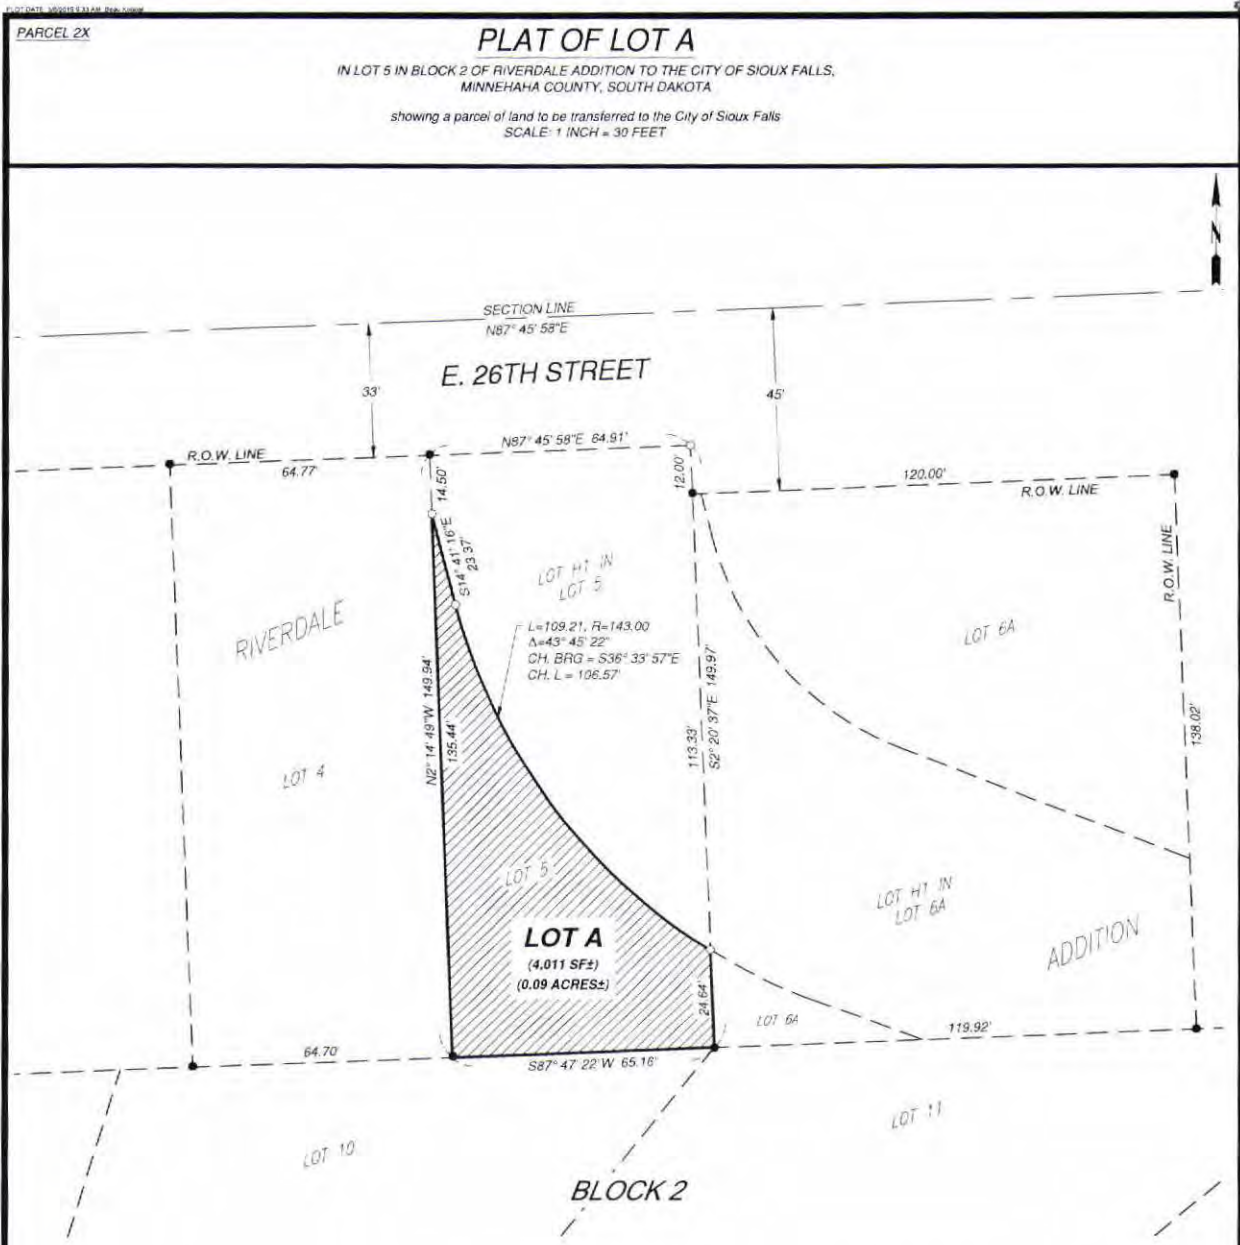 PARCEL 2X
PLAT OF LOT A
IN LOT 5 IN BLOCK 2 OF RIVERDALE ADDITION TO THE CITY OF SIOUX FALLS,
MINNEHAHA COUNTY, SOUTH DAKOTA
showing a parcel of land to be transferred to the City of Sioux Falls
SCALE: 1 INCH = 30 FEET
N
SECTION LINE
N87° 45' 58"E
E. 26TH STREET
33'
45'
R.O.W. LINE
64.77'
N87° 45' 58"E 64.91'
12.00'
120.00'
R.O.W. LINE
R.O.W. LINE
14.50'
S14° 41' 16"E
23.37'
LOT H1 IN
LOT 5
RIVERDALE
L=109.21, R=143.00
Δ=43° 45' 22"
CH. BRG = S36° 33' 57"E
CH. L = 106.57'
LOT 6A
N2° 14' 49"W 149.94'
135.44'
113.33'
S2° 20' 37"E 149.97'
138.02'
LOT 4
LOT 5
LOT H1 IN
LOT 6A
ADDITION
LOT A
(4,011 SF±)
(0.09 ACRES±)
24.64'
LOT 6A
119.92'
64.70'
S87° 47' 22"W 65.16'
LOT 10
LOT 11
BLOCK 2